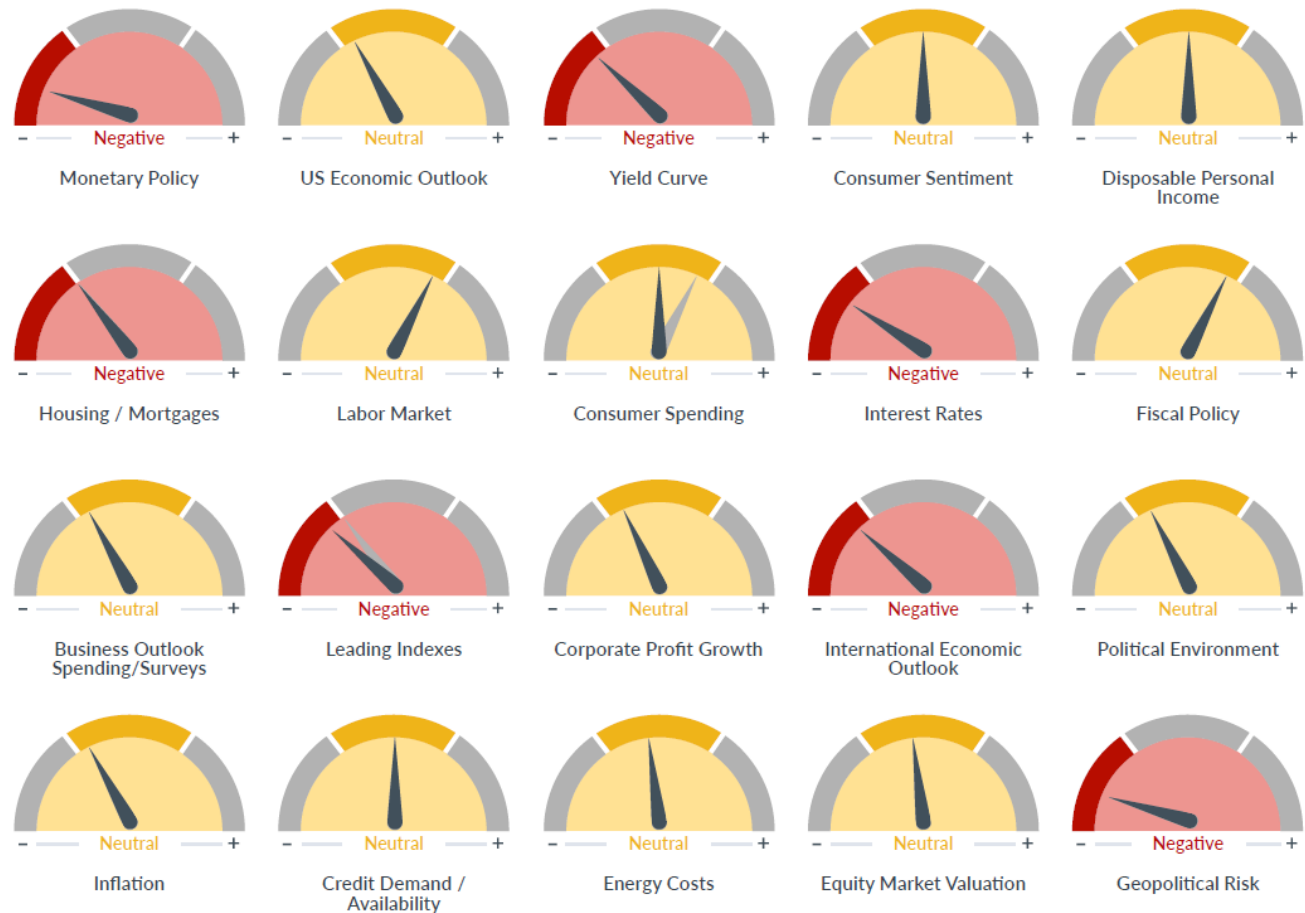 - Negative +
- Neutral +
- Negative +
- Neutral +
- Neutral +
Monetary Policy
US Economic Outlook
Yield Curve
Consumer Sentiment
Disposable Personal
Income
- Negative +
- Neutral +
- Neutral +
- Negative +
- Neutral +
Housing / Mortgages
Labor Market
Consumer Spending
Interest Rates
Fiscal Policy
- Neutral +
- Negative +
- Neutral +
- Negative +
- Neutral +
Business Outlook
Spending/Surveys
Leading Indexes
Corporate Profit Growth
International Economic
Outlook
Political Environment
- Neutral +
- Neutral +
- Neutral +
- Neutral +
- Negative +
Inflation
Credit Demand /
Availability
Energy Costs
Equity Market Valuation
Geopolitical Risk